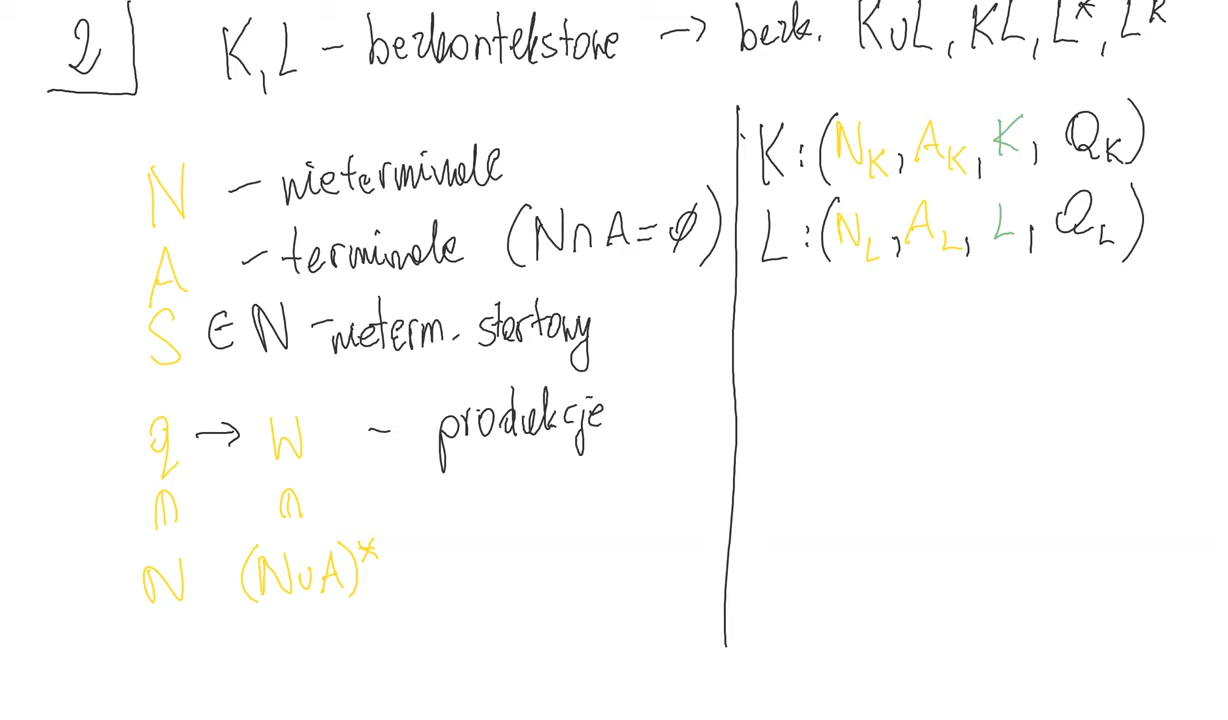 2 K, L - bezkontekstowe → bezk. K∪L, KL, L*, L^R
N - nieterminale
A - terminale (N∩A=∅)
S ∈ N - nieterm. startowy
q → w - produkcje
∩ ∩
N (N∪A)*
K: (N_K, A_K, K, Q_K)
L: (N_L, A_L, L, Q_L)